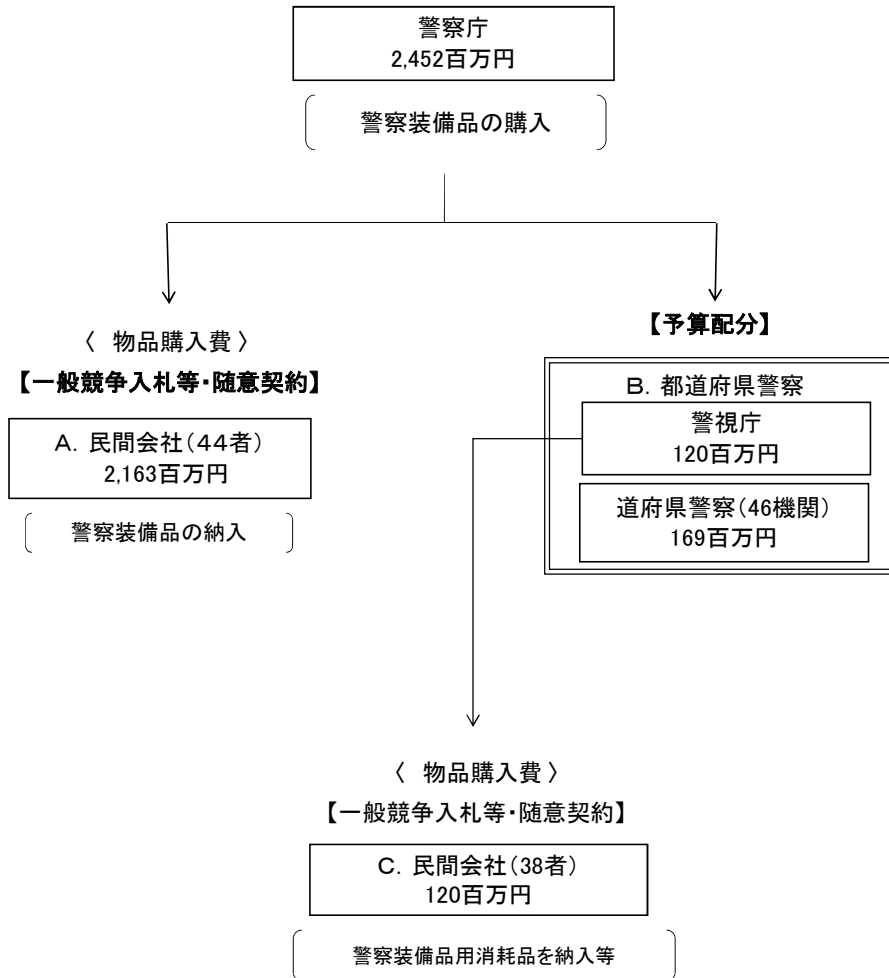 警察庁
2,452百万円
警察装備品の購入
〈 物品購入費 〉
【一般競争入札等・随意契約】
A. 民間会社(44者)
2,163百万円
警察装備品の納入
【予算配分】
B. 都道府県警察
警視庁
120百万円
道府県警察(46機関)
169百万円
〈 物品購入費 〉
【一般競争入札等・随意契約】
C. 民間会社(38者)
120百万円
警察装備品用消耗品を納入等